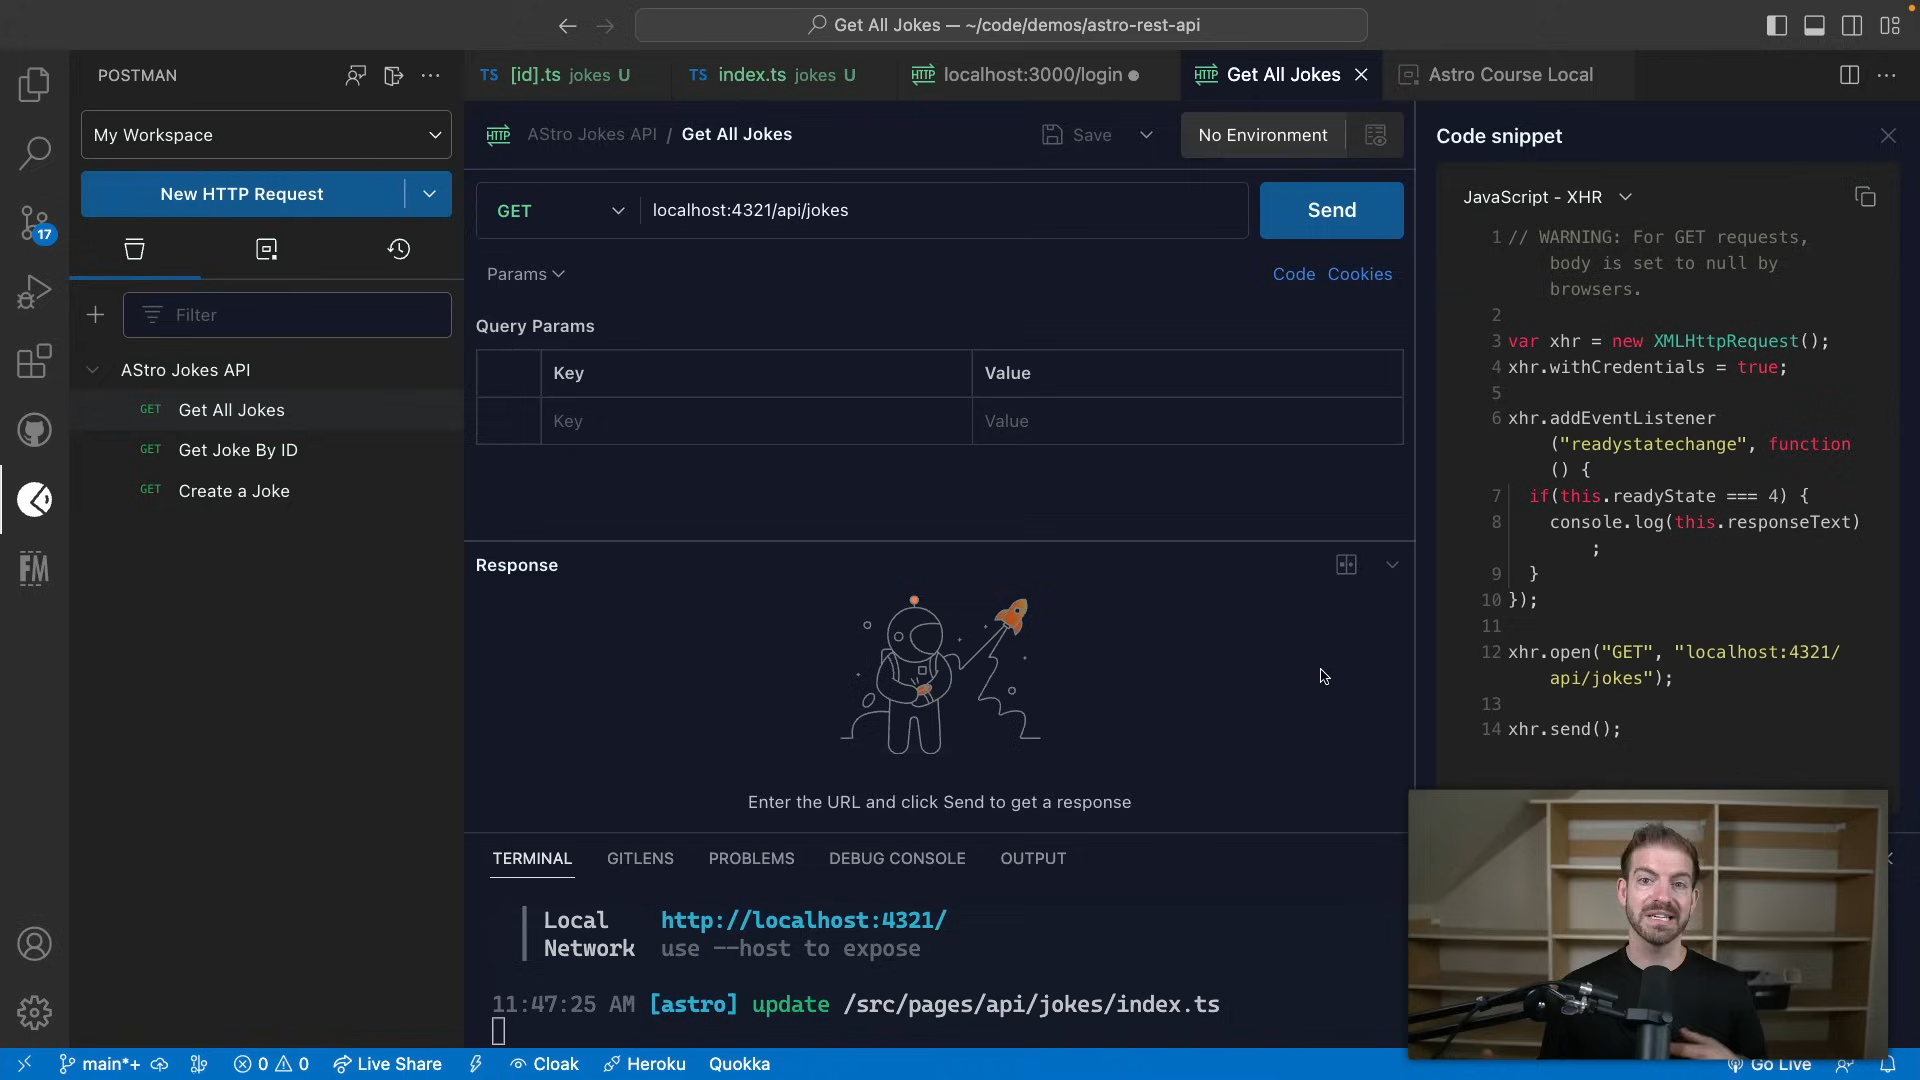 Get All Jokes — ~/code/demos/astro-rest-api
POSTMAN
TS [id].ts jokes U
TS index.ts jokes U
HTTP localhost:3000/login
HTTP Get All Jokes
Astro Course Local
My Workspace
New HTTP Request
17
Filter
AStro Jokes API
GET Get All Jokes
GET Get Joke By ID
GET Create a Joke
FM
HTTP AStro Jokes API / Get All Jokes
Save
No Environment
GET localhost:4321/api/jokes
Send
Params
Code Cookies
Query Params
Key Value
Key Value
Response
Enter the URL and click Send to get a response
Code snippet
JavaScript - XHR
1 // WARNING: For GET requests,
body is set to null by
browsers.
2
3 var xhr = new XMLHttpRequest();
4 xhr.withCredentials = true;
5
6 xhr.addEventListener
("readystatechange", function
() {
7 if(this.readyState === 4) {
8 console.log(this.responseText)
;
9 }
10 });
11
12 xhr.open("GET", "localhost:4321/
api/jokes");
13
14 xhr.send();
TERMINAL GITLENS PROBLEMS DEBUG CONSOLE OUTPUT
Local http://localhost:4321/
Network use --host to expose
11:47:25 AM [astro] update /src/pages/api/jokes/index.ts
main*+ 0 0 Live Share Cloak Heroku Quokka
Go Live